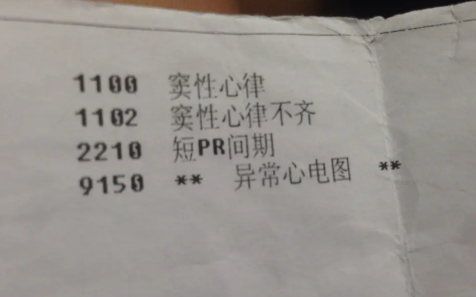 1100 窦性心律
1102 窦性心律不齐
2210 短PR间期
9150 ** 异常心电图 **